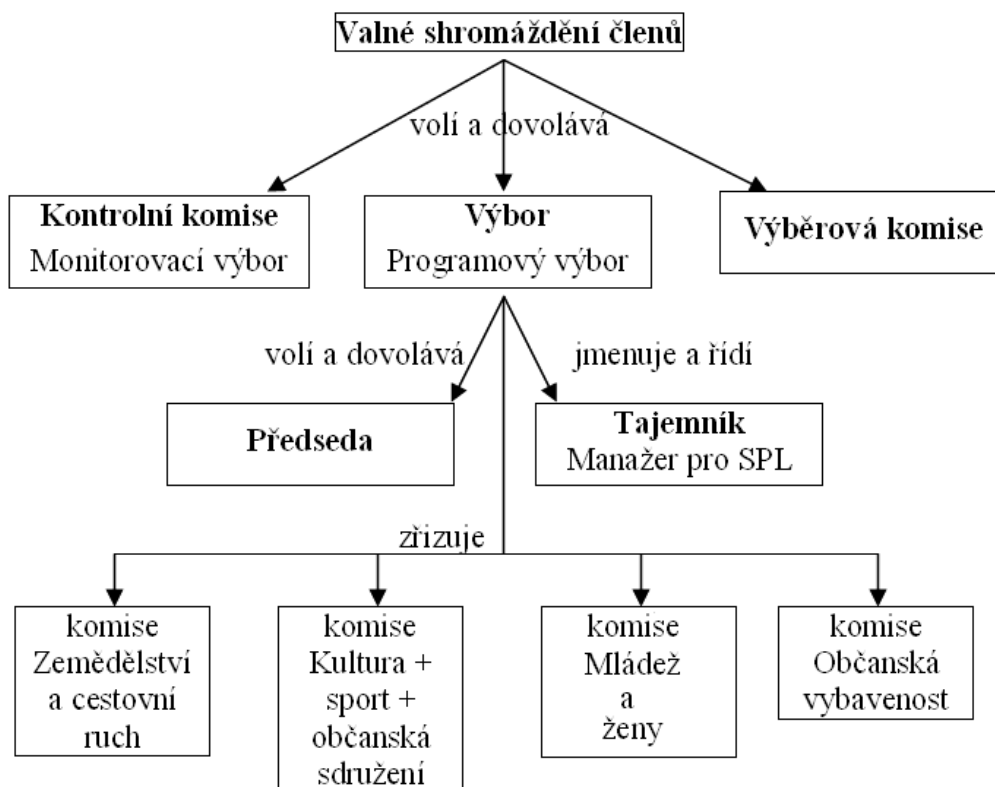 Valné shromáždění členů
volí a dovolává
Kontrolní komise
Monitorovací výbor
Výbor
Programový výbor
Výběrová komise
volí a dovolává
jmenuje a řídí
Předseda
Tajemník
Manažer pro SPL
zřizuje
komise
Zemědělství
a cestovní
ruch
komise
Kultura +
sport +
občanská
sdružení
komise
Mládež
a
ženy
komise
Občanská
vybavenost